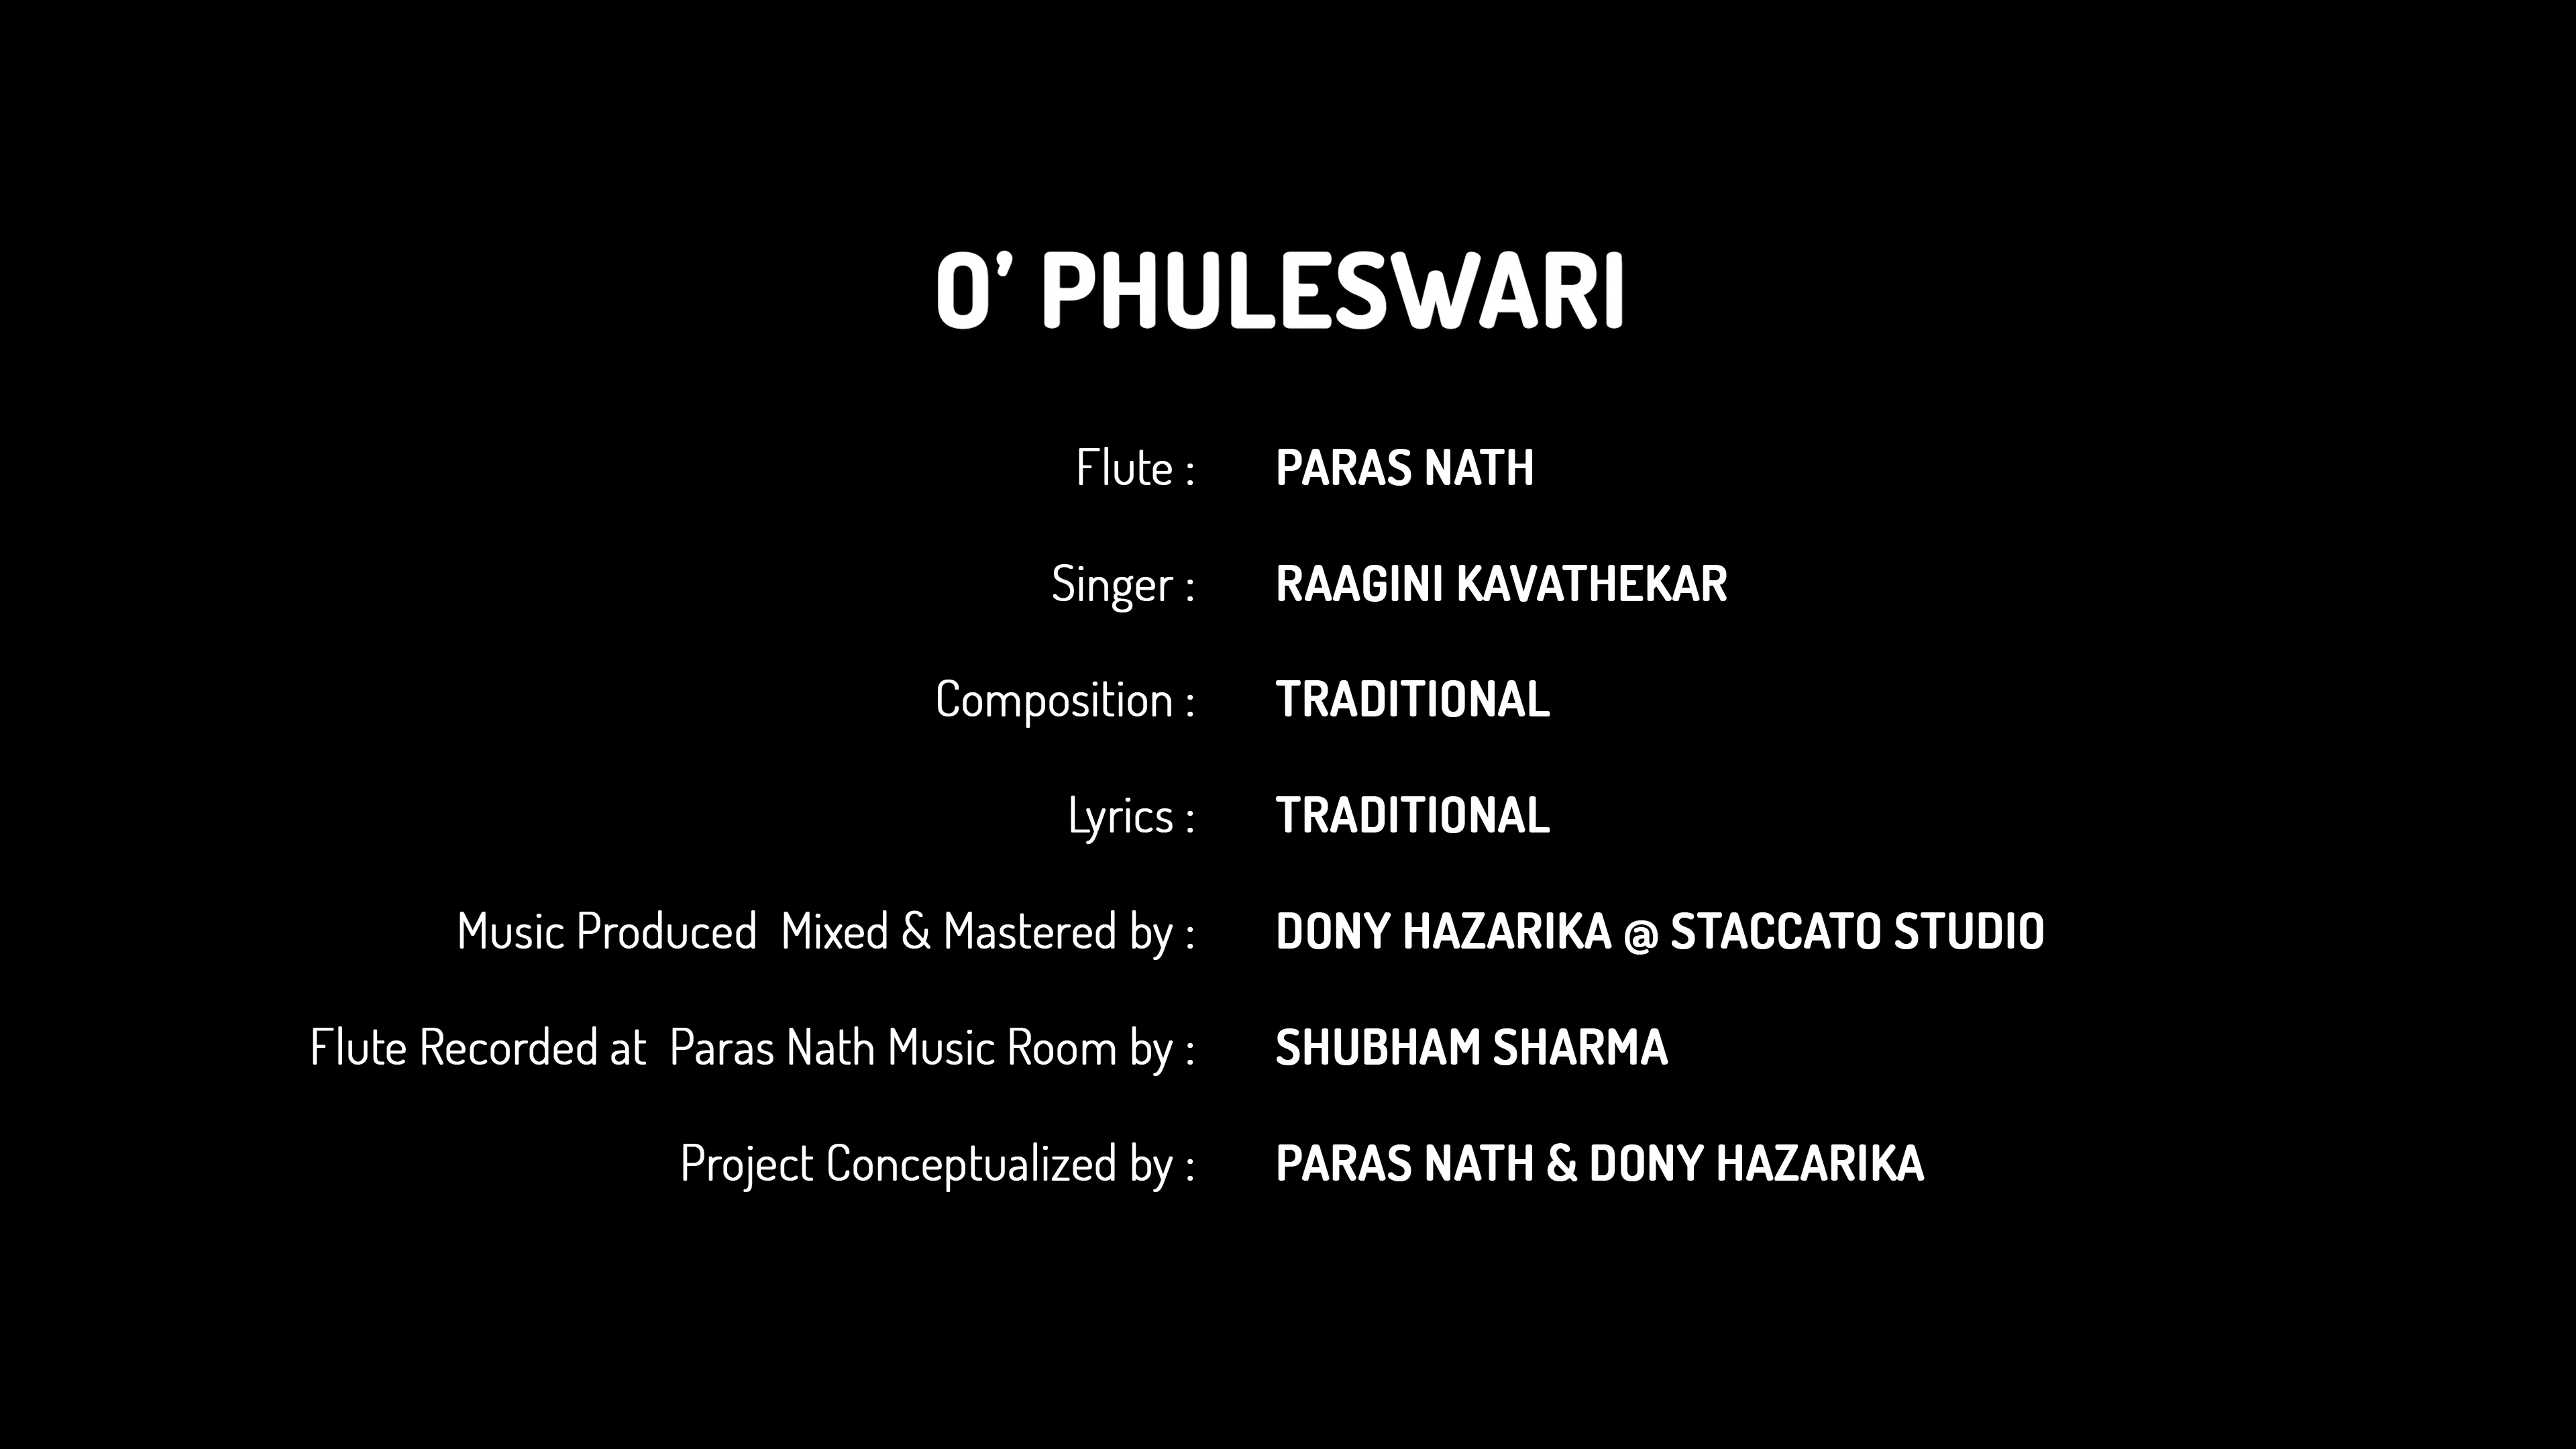 O’ PHULESWARI
Flute : PARAS NATH
Singer : RAAGINI KAVATHEKAR
Composition : TRADITIONAL
Lyrics : TRADITIONAL
Music Produced  Mixed & Mastered by : DONY HAZARIKA @ STACCATO STUDIO
Flute Recorded at  Paras Nath Music Room by : SHUBHAM SHARMA
Project Conceptualized by : PARAS NATH & DONY HAZARIKA